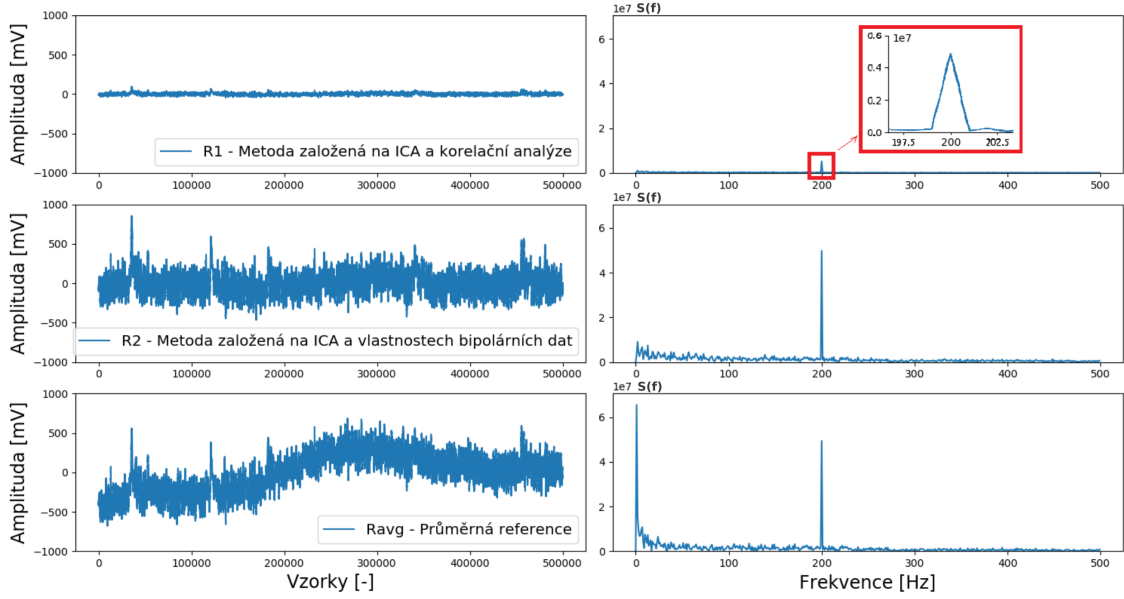 1000
500
0
−500
−1000
Amplituda [mV]
R1 - Metoda založená na ICA a korelační analýze
0 100000 200000 300000 400000 500000
1e7 S(f)
6
4
2
0
0 100 200 300 400 500
1e7
0.6
0.4
0.2
0.0
197.5 200 202.5
1000
500
0
−500
−1000
Amplituda [mV]
R2 - Metoda založená na ICA a vlastnostech bipolárních dat
0 100000 200000 300000 400000 500000
1e7 S(f)
6
4
2
0
0 100 200 300 400 500
1000
500
0
−500
−1000
Amplituda [mV]
Ravg - Průměrná reference
0 100000 200000 300000 400000 500000
Vzorky [-]
1e7 S(f)
6
4
2
0
0 100 200 300 400 500
Frekvence [Hz]